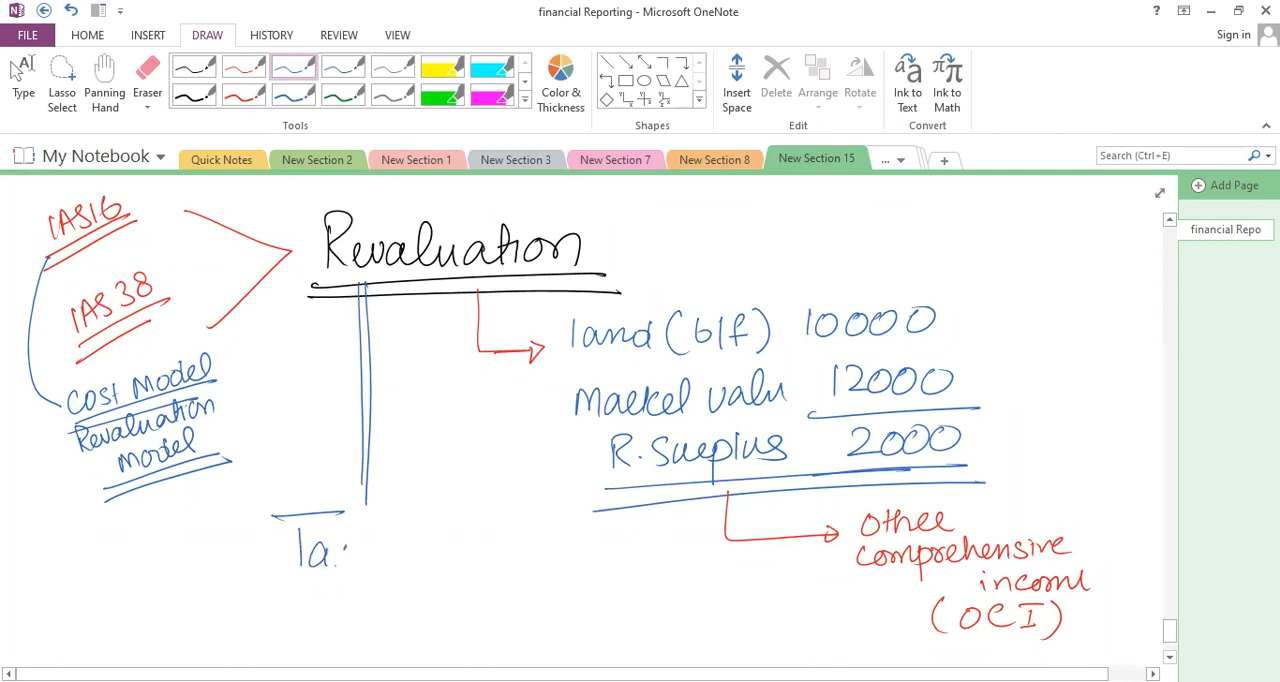 financial Reporting - Microsoft OneNote
Sign in
FILE HOME INSERT DRAW HISTORY REVIEW VIEW
Type
Lasso Select
Panning Hand
Eraser
Color & Thickness
Insert Space
Delete
Arrange
Rotate
Ink to Text
Ink to Math
Tools
Shapes
Edit
Convert
My Notebook
Quick Notes
New Section 2
New Section 1
New Section 3
New Section 7
New Section 8
New Section 15
...
Search (Ctrl+E)
Add Page
financial Repo
IAS16
Revaluation
IAS 38
land (b/f) 10000
Cost Model
Market valu 12000
Revaluation
Model
R. Surplus 2000
Other
comprehensive
income
(OCI)
la